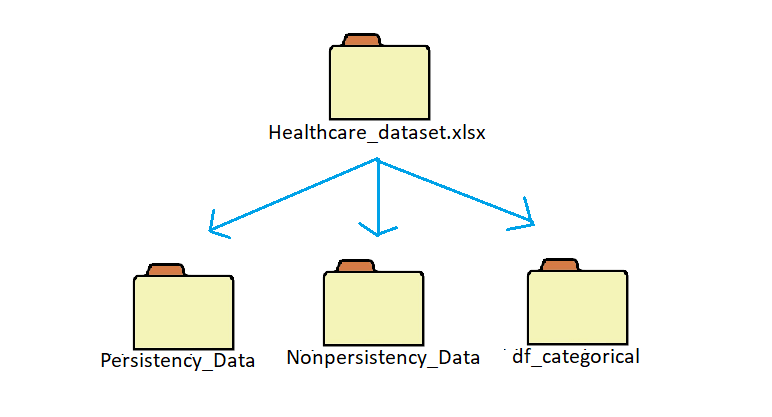 Healthcare_dataset.xlsx
Persistency_Data
Nonpersistency_Data
df_categorical